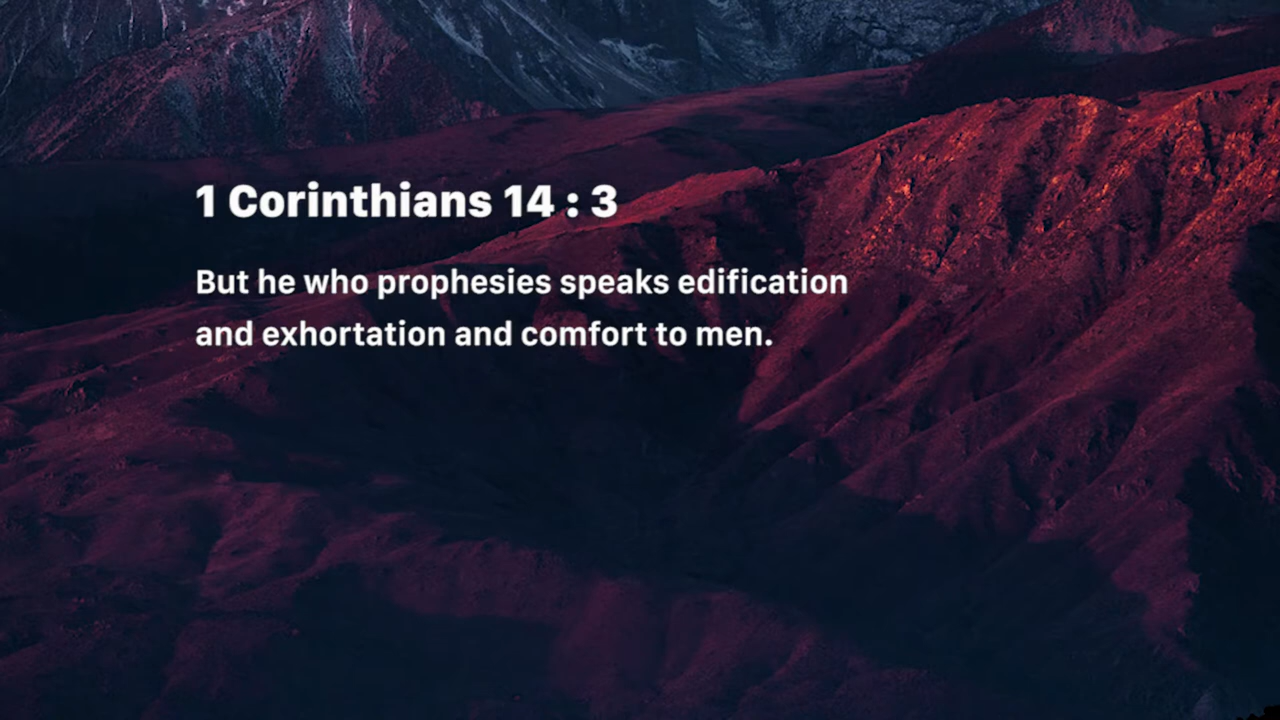 1 Corinthians 14 : 3
But he who prophesies speaks edification
and exhortation and comfort to men.